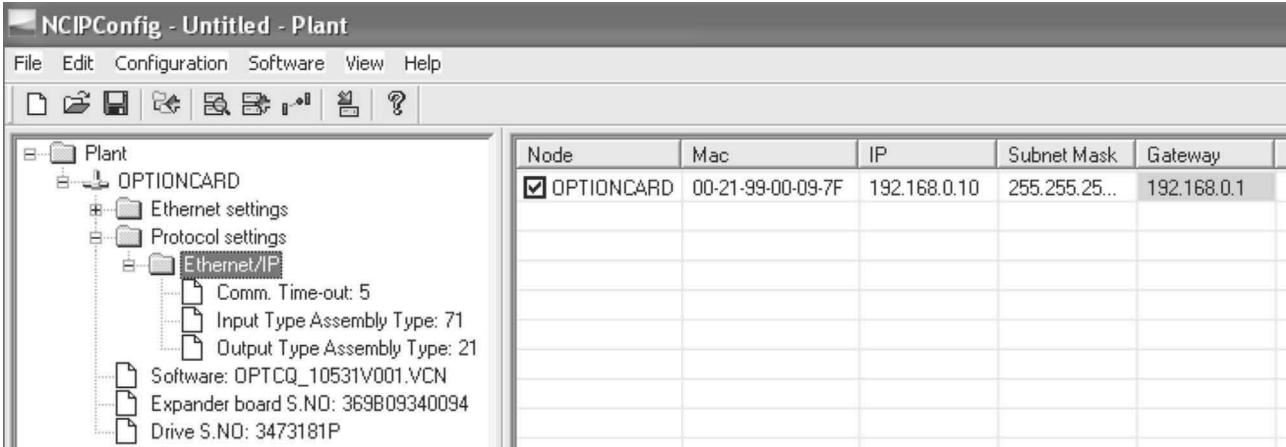 NCIPConfig - Untitled - Plant
File Edit Configuration Software View Help
Plant
OPTIONCARD
Ethernet settings
Protocol settings
Ethernet/IP
Comm. Time-out: 5
Input Type Assembly Type: 71
Output Type Assembly Type: 21
Software: OPTCQ_10531V001.VCN
Expander board S.NO: 369B09340094
Drive S.NO: 3473181P
Node Mac IP Subnet Mask Gateway
OPTIONCARD 00-21-99-00-09-7F 192.168.0.10 255.255.25... 192.168.0.1